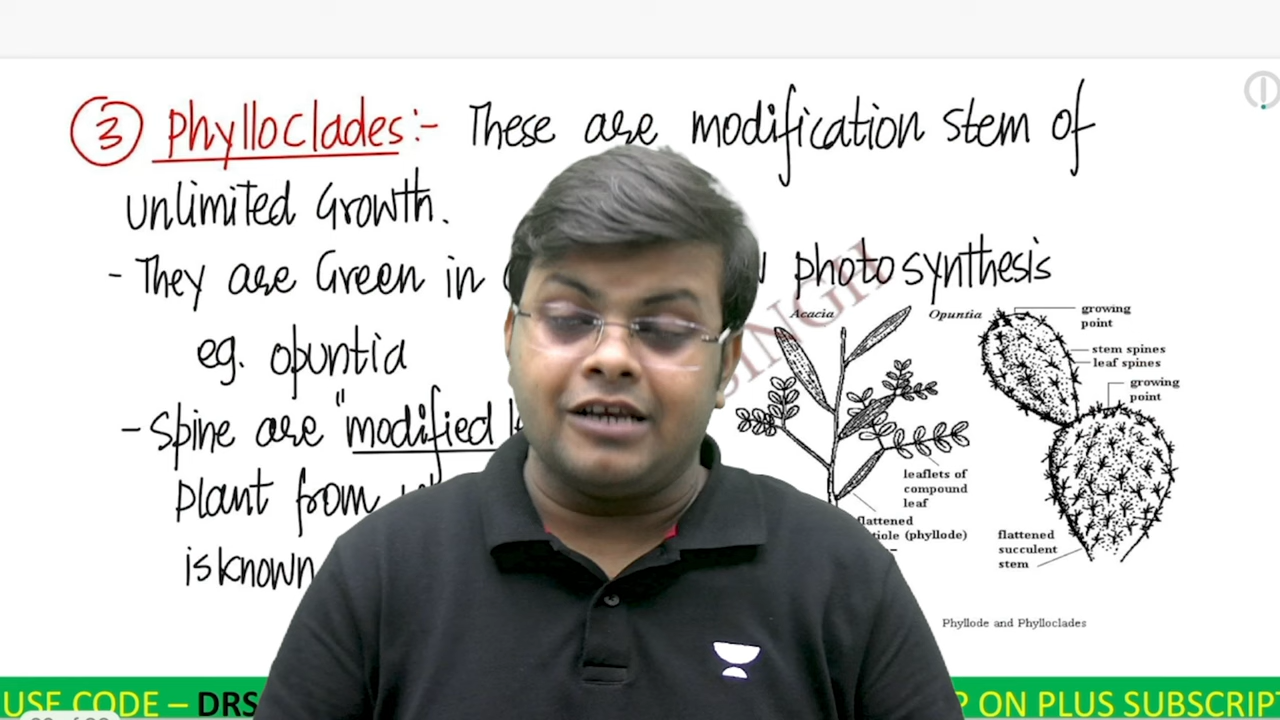 ③ Phylloclades:- These are modification stem of
unlimited Growth.
- They are Green in photosynthesis
eg. opuntia
- Spine are "modified
plant from
is known
SINGH
Acacia
Opuntia
growing
point
stem spines
leaf spines
growing
point
leaflets of
compound
leaf
flattened
(phyllode)
flattened
succulent
stem
Phyllode and Phylloclades
USE CODE – DRS
P ON PLUS SUBSCRIPT